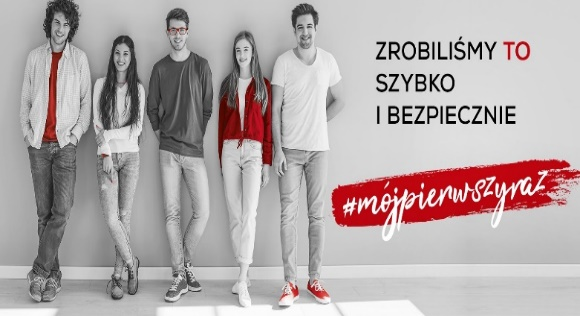 ZROBILIŚMY TO
SZYBKO
I BEZPIECZNIE
#mójpierwszyraz